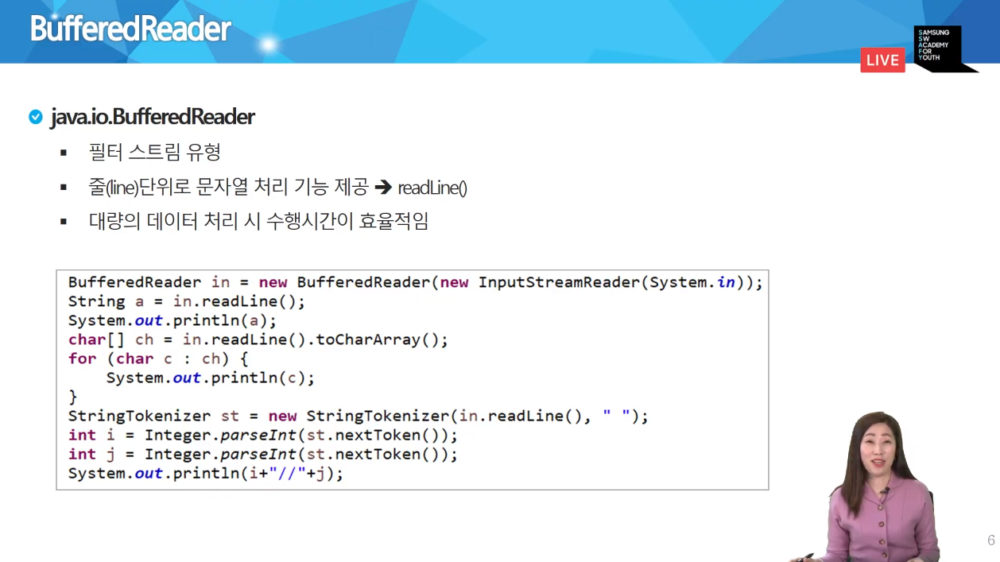 BufferedReader
LIVE
SAMSUNG
SW
ACADEMY
FOR
YOUTH
java.io.BufferedReader
▪ 필터 스트림 유형
▪ 줄(line)단위로 문자열 처리 기능 제공 ➔ readLine()
▪ 대량의 데이터 처리 시 수행시간이 효율적임
BufferedReader in = new BufferedReader(new InputStreamReader(System.in));
String a = in.readLine();
System.out.println(a);
char[] ch = in.readLine().toCharArray();
for (char c : ch) {
    System.out.println(c);
}
StringTokenizer st = new StringTokenizer(in.readLine(), " ");
int i = Integer.parseInt(st.nextToken());
int j = Integer.parseInt(st.nextToken());
System.out.println(i+"//"+j);
6